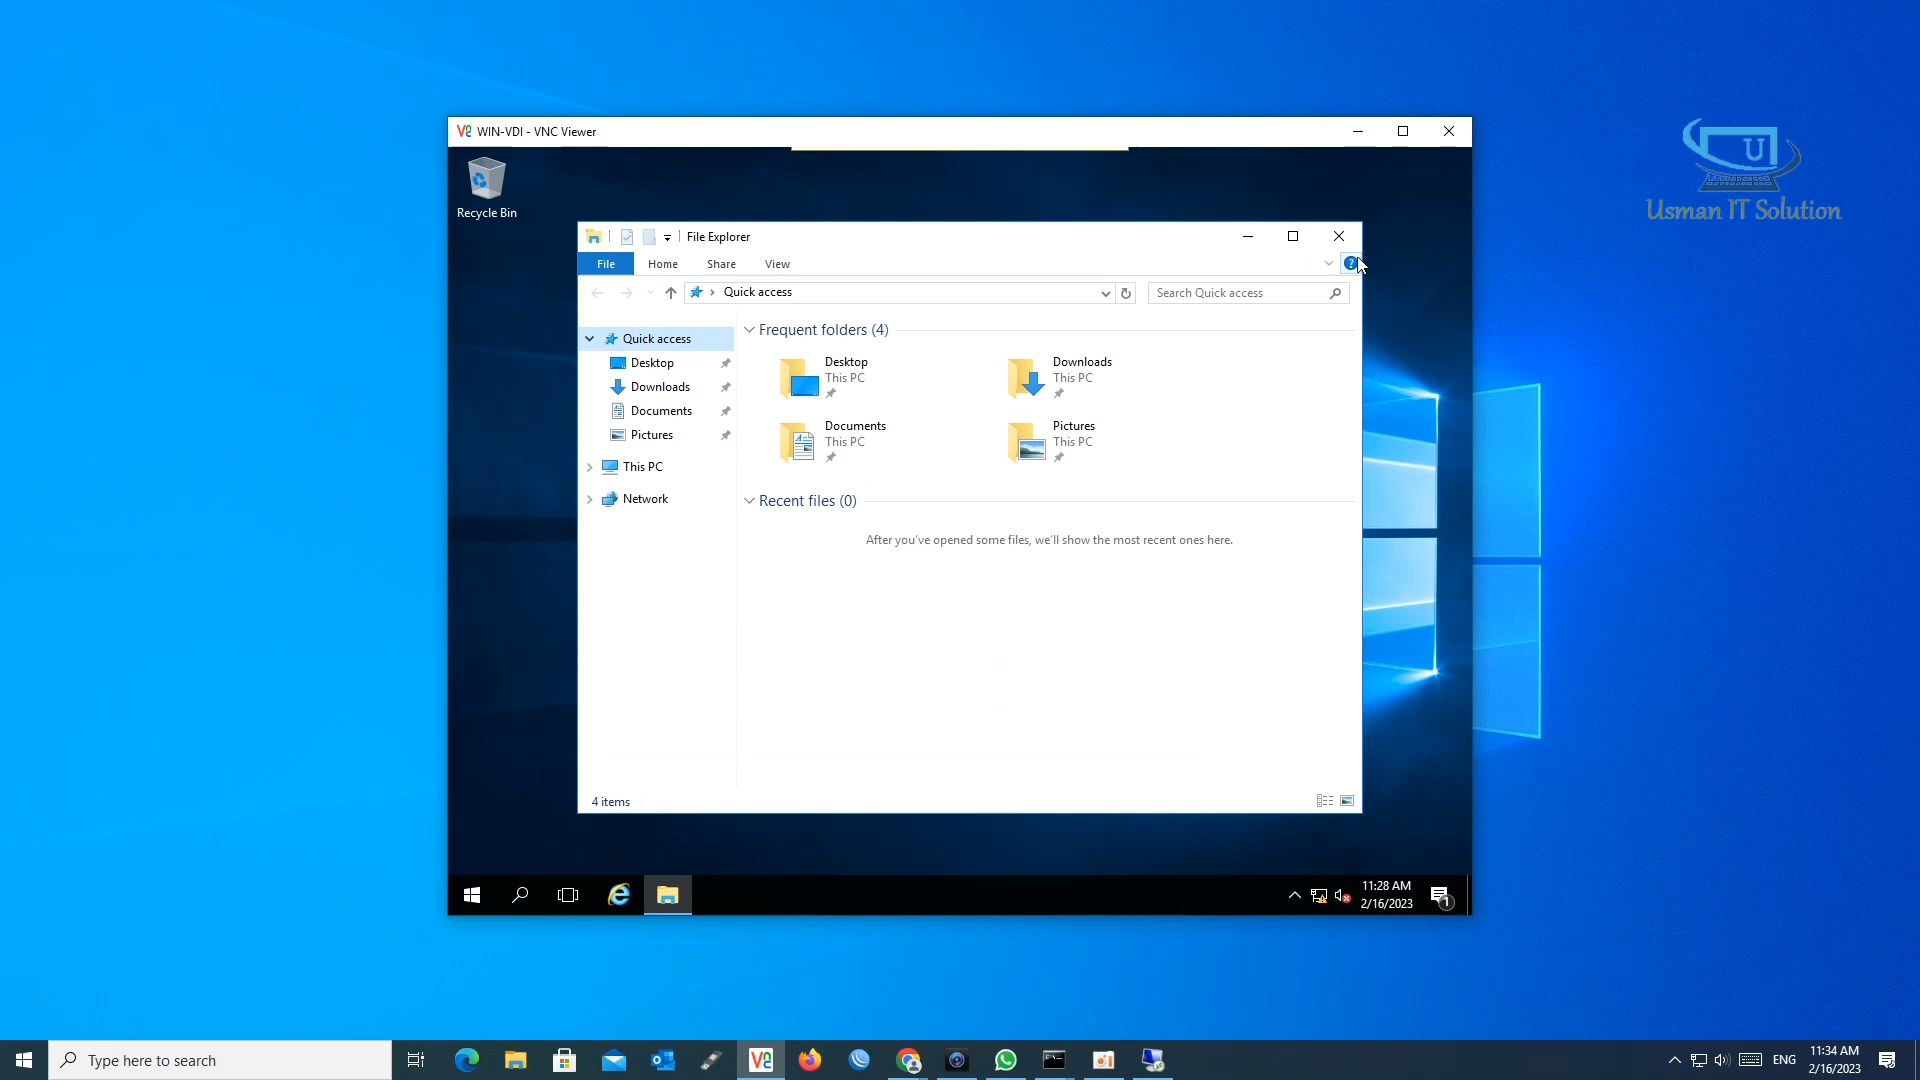 WIN-VDI - VNC Viewer
Recycle Bin
U
Usman IT Solution
File Explorer
File
Home
Share
View
?
Quick access
Search Quick access
Quick access
Desktop
Downloads
Documents
Pictures
This PC
Network
Frequent folders (4)
Desktop
This PC
Downloads
This PC
Documents
This PC
Pictures
This PC
Recent files (0)
After you've opened some files, we'll show the most recent ones here.
4 items
11:28 AM
2/16/2023
1
Type here to search
ENG
11:34 AM
2/16/2023